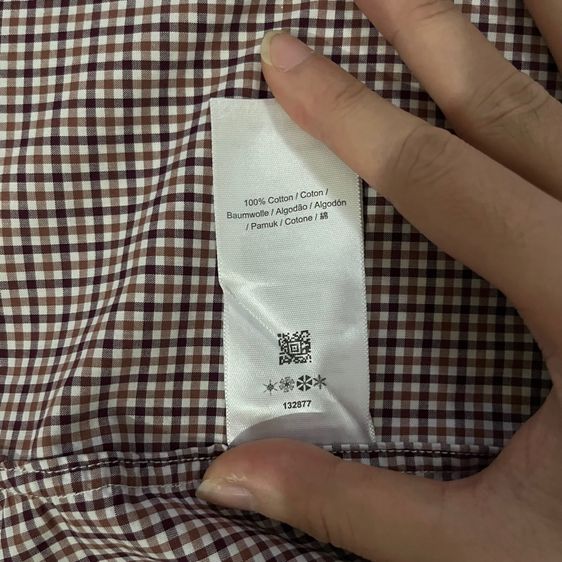 100% Cotton / Coton /
Baumwolle / Algodão / Algodón
/ Pamuk / Cotone / 綿
132877